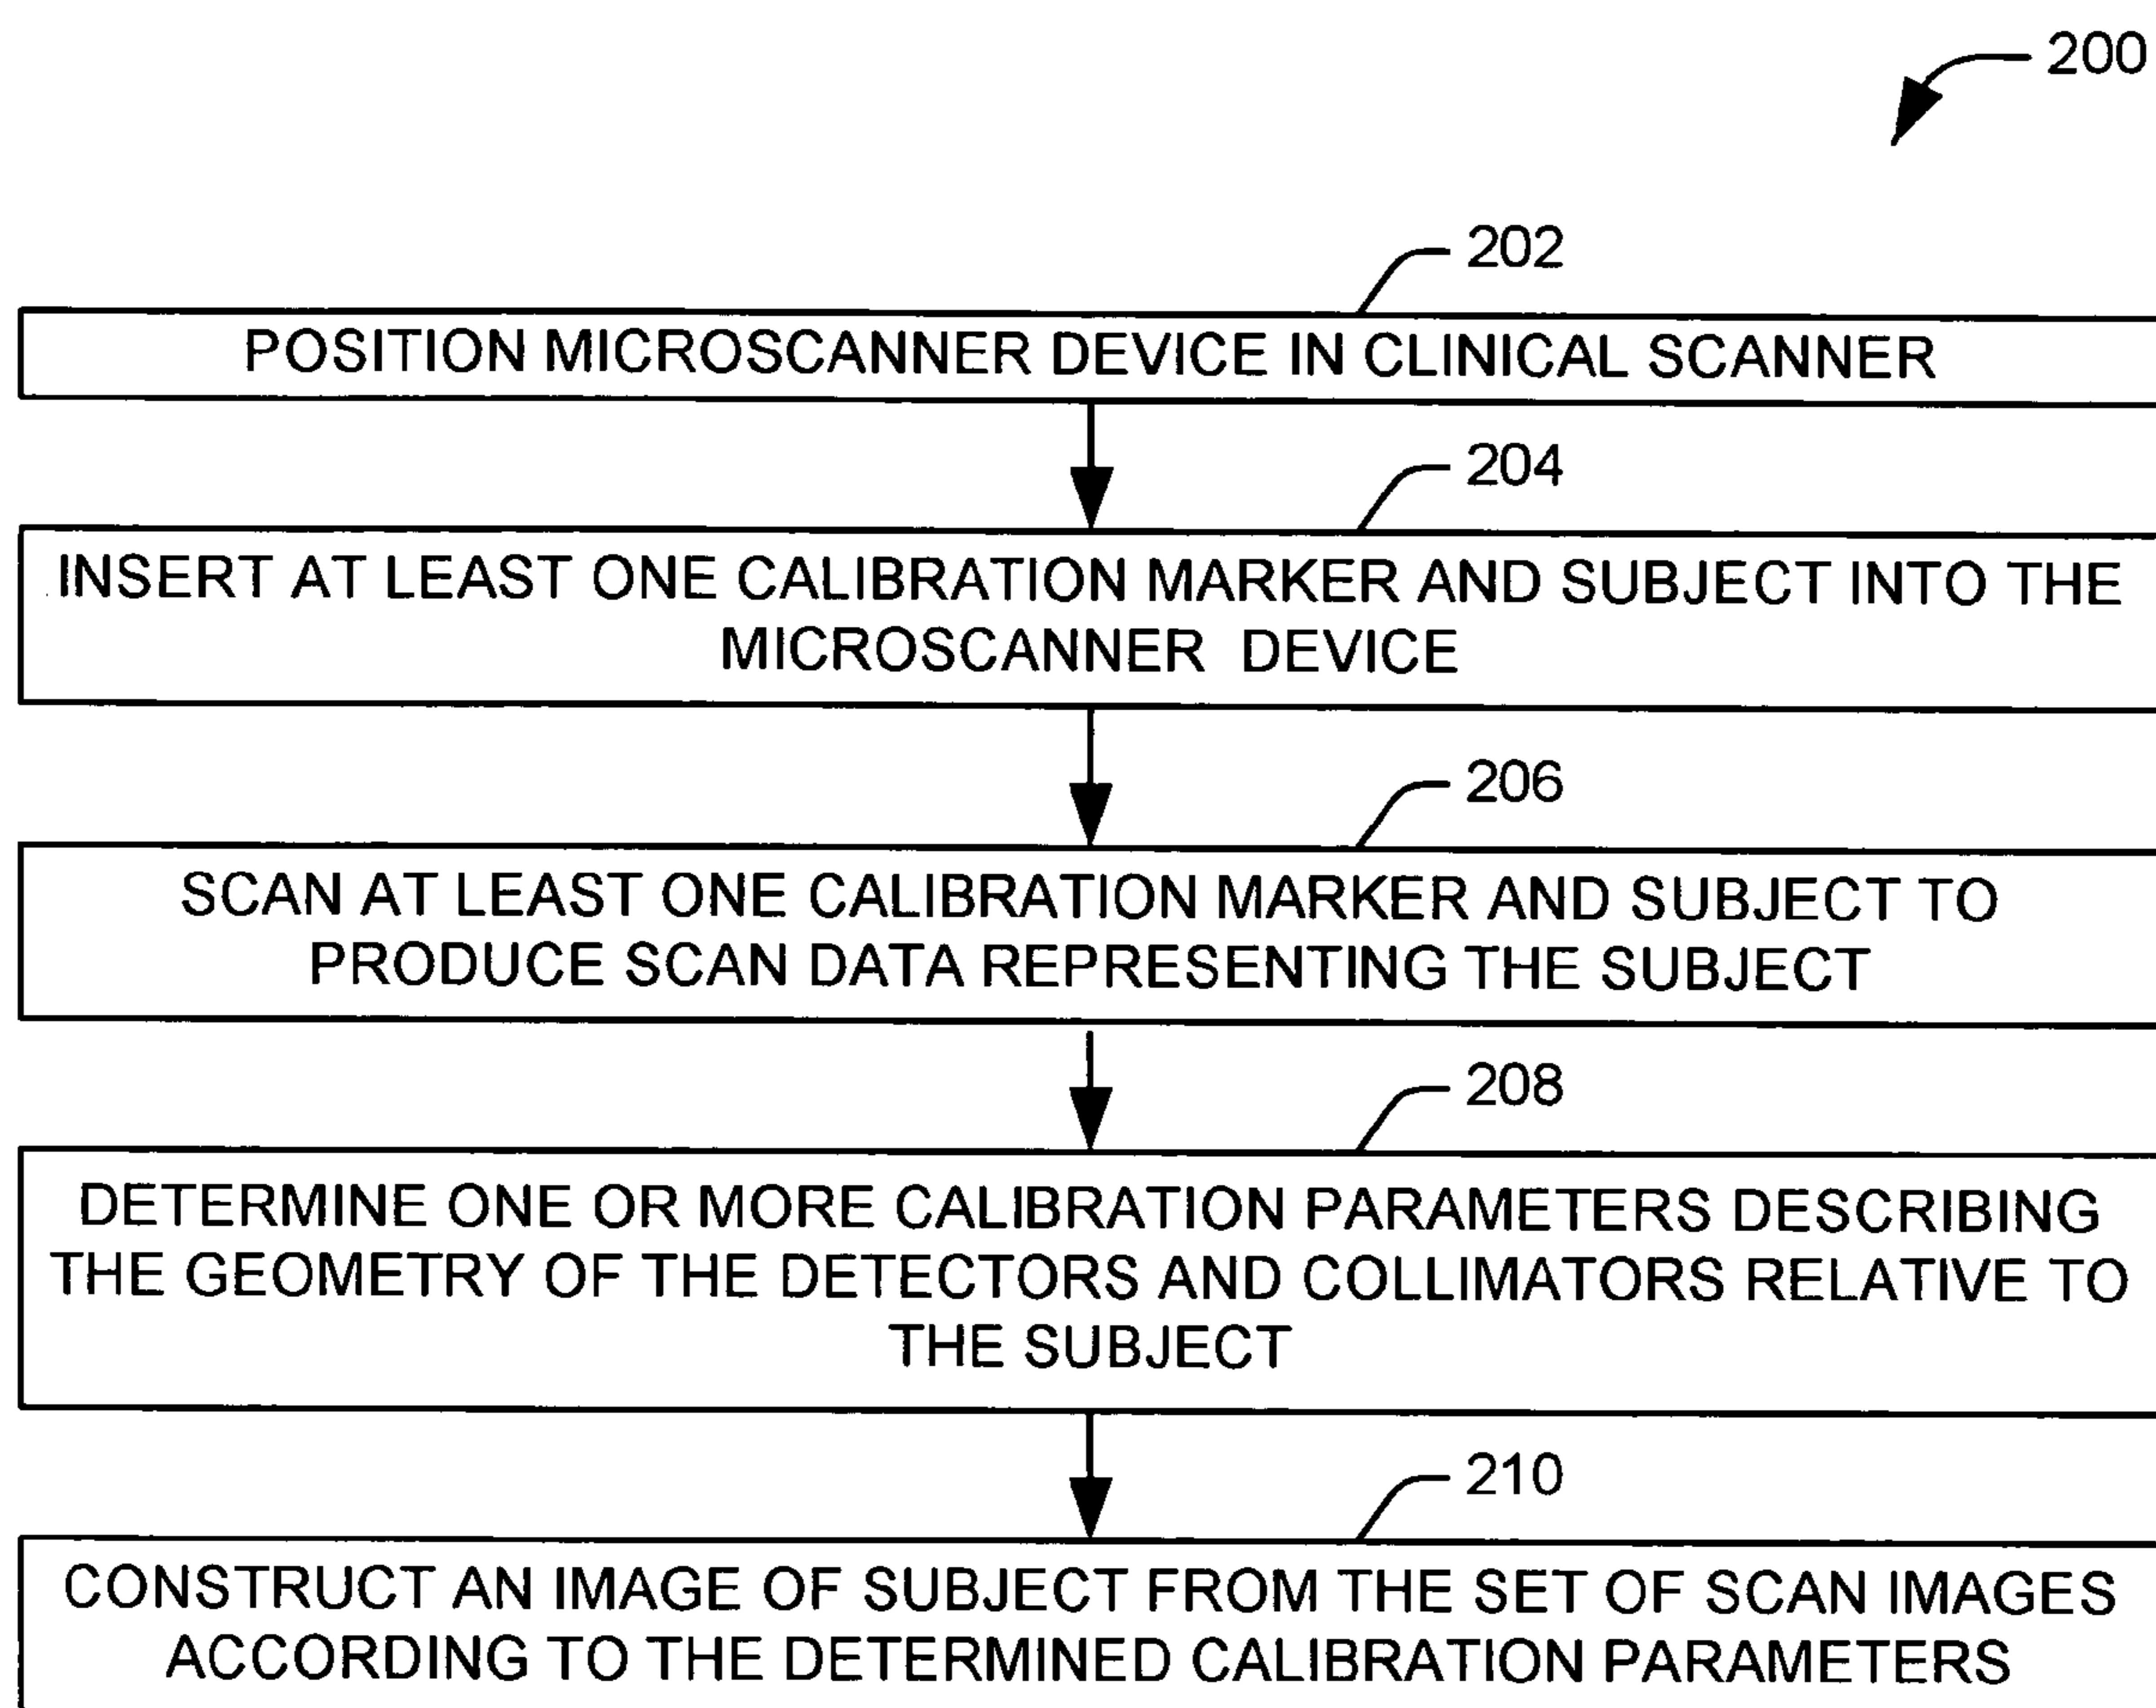 200
202
POSITION MICROSCANNER DEVICE IN CLINICAL SCANNER
204
INSERT AT LEAST ONE CALIBRATION MARKER AND SUBJECT INTO THE
MICROSCANNER DEVICE
206
SCAN AT LEAST ONE CALIBRATION MARKER AND SUBJECT TO
PRODUCE SCAN DATA REPRESENTING THE SUBJECT
208
DETERMINE ONE OR MORE CALIBRATION PARAMETERS DESCRIBING
THE GEOMETRY OF THE DETECTORS AND COLLIMATORS RELATIVE TO
THE SUBJECT
210
CONSTRUCT AN IMAGE OF SUBJECT FROM THE SET OF SCAN IMAGES
ACCORDING TO THE DETERMINED CALIBRATION PARAMETERS